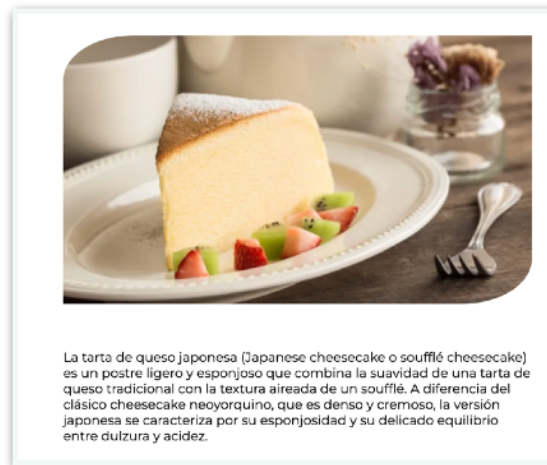 La tarta de queso japonesa (Japanese cheesecake o soufflé cheesecake)
es un postre ligero y esponjoso que combina la suavidad de una tarta de
queso tradicional con la textura aireada de un soufflé. A diferencia del
clásico cheesecake neoyorquino, que es denso y cremoso, la versión
japonesa se caracteriza por su esponjosidad y su delicado equilibrio
entre dulzura y acidez.